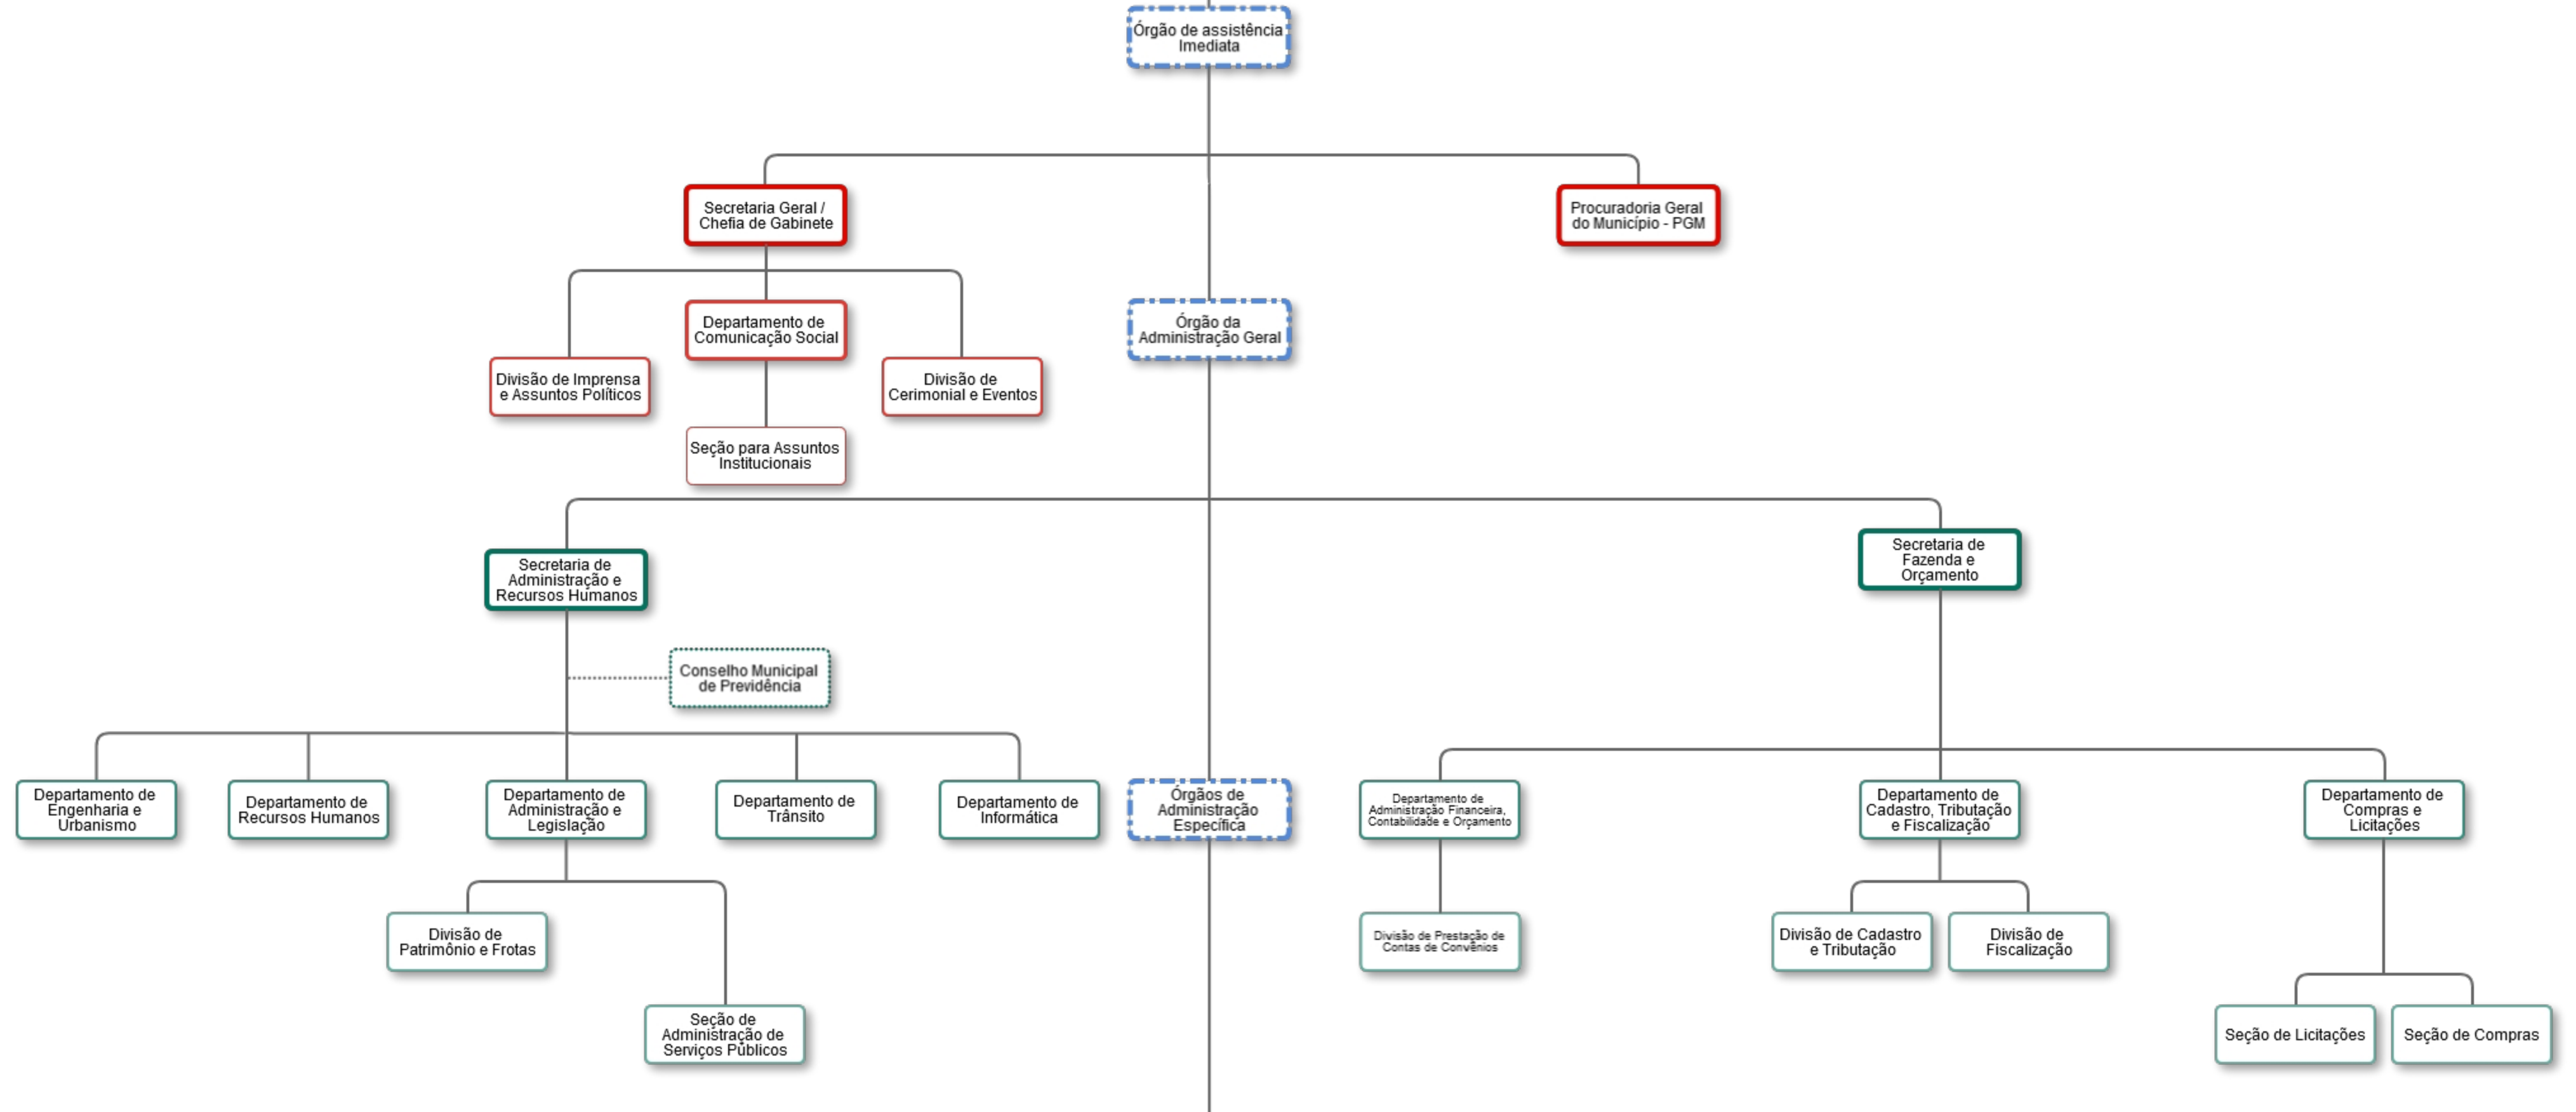 Órgão de assistência
Imediata
Secretaria Geral /
Chefia de Gabinete
Procuradoria Geral
do Município - PGM
Departamento de
Comunicação Social
Órgão da
Administração Geral
Divisão de Imprensa
e Assuntos Políticos
Divisão de
Cerimonial e Eventos
Seção para Assuntos
Institucionais
Secretaria de
Administração e
Recursos Humanos
Secretaria de
Fazenda e
Orçamento
Conselho Municipal
de Previdência
Departamento de
Engenharia e
Urbanismo
Departamento de
Recursos Humanos
Departamento de
Administração e
Legislação
Departamento de
Trânsito
Departamento de
Informática
Órgãos de
Administração
Específica
Departamento de
Administração Financeira,
Contabilidade e Orçamento
Departamento de
Cadastro, Tributação
e Fiscalização
Departamento de
Compras e
Licitações
Divisão de
Patrimônio e Frotas
Divisão de Prestação de
Contas de Convênios
Divisão de Cadastro
e Tributação
Divisão de
Fiscalização
Seção de
Administração de
Serviços Públicos
Seção de Licitações
Seção de Compras